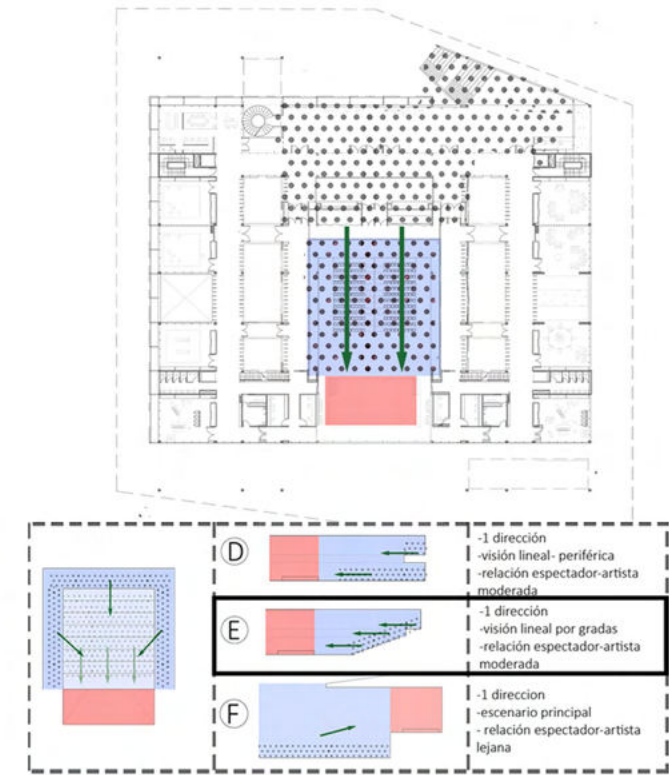 D
-1 dirección
-visión lineal- periférica
-relación espectador-artista
moderada
E
-1 dirección
-visión lineal por gradas
-relación espectador-artista
moderada
F
-1 direccion
-escenario principal
- relación espectador-artista
lejana